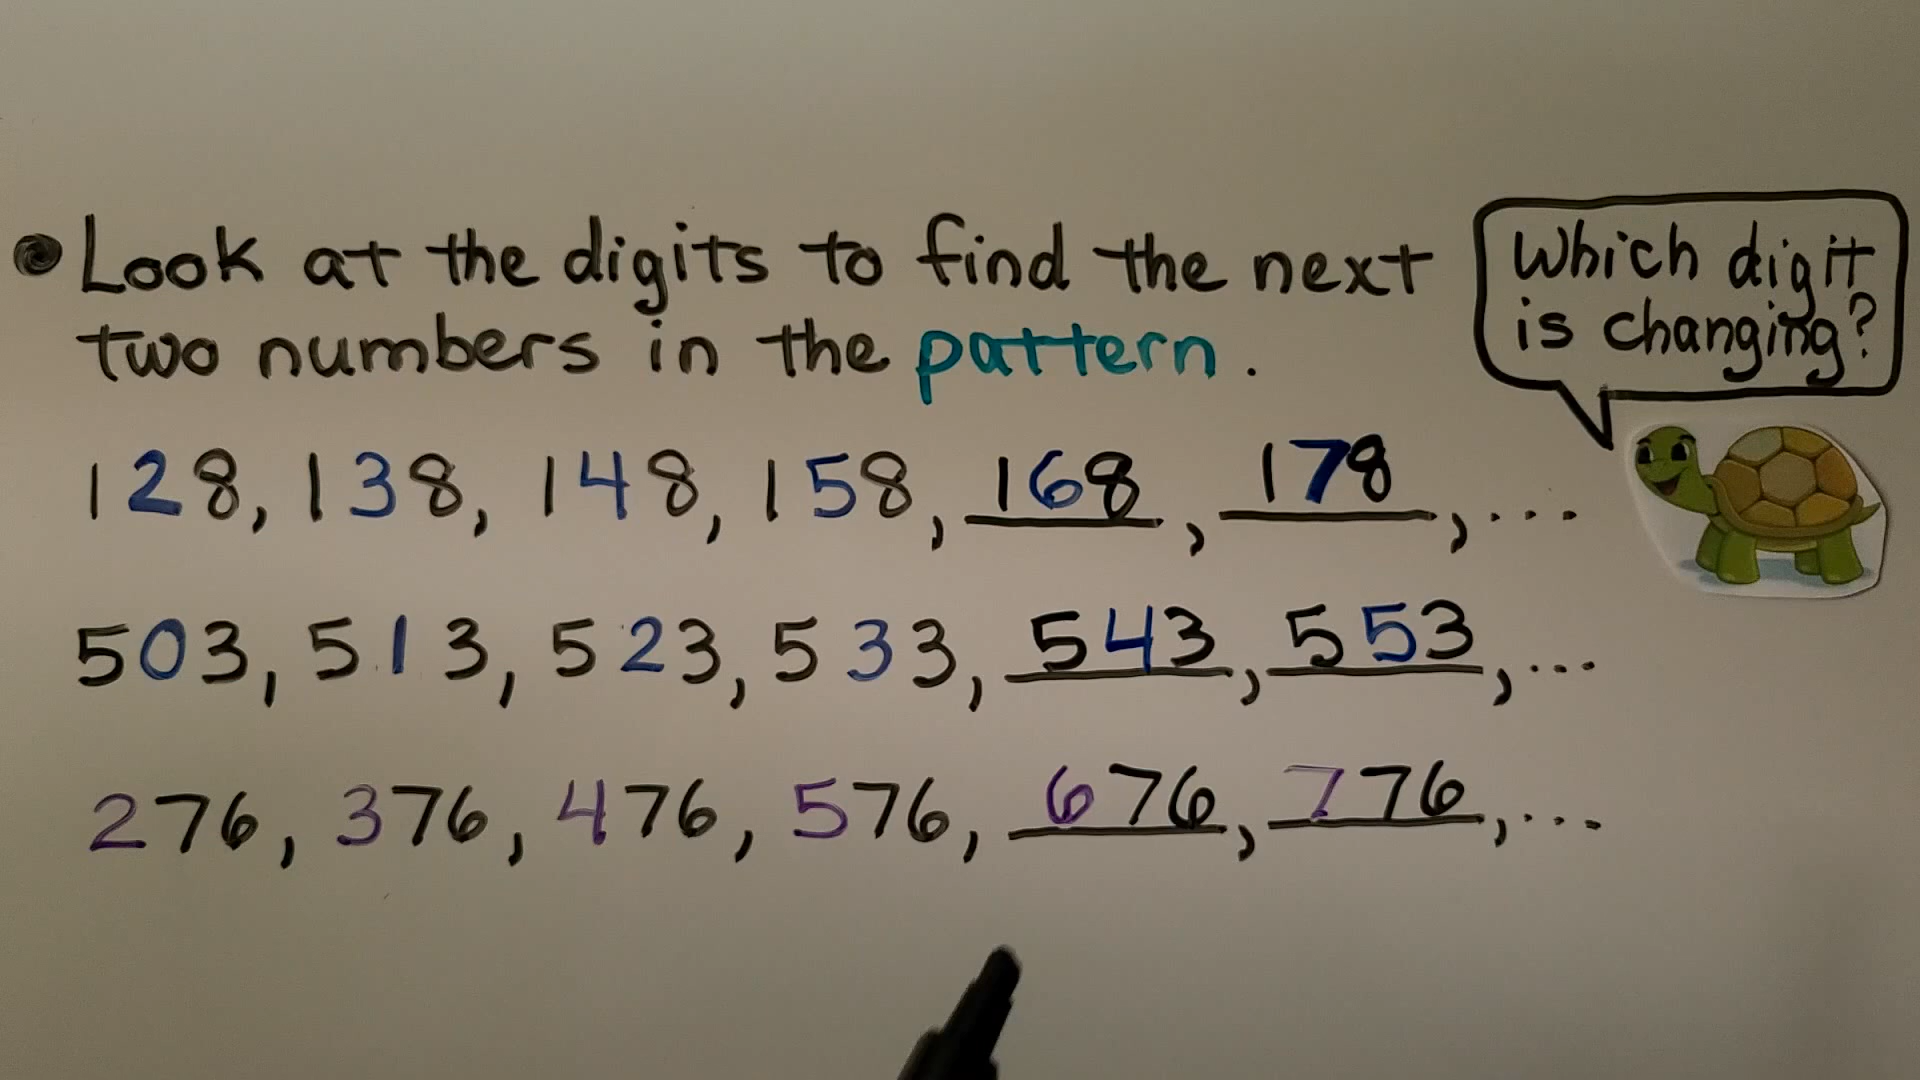 Look at the digits to find the next
two numbers in the pattern.
Which digit
is changing?
128, 138, 148, 158, 168, 178, ...
503, 513, 523, 533, 543, 553, ...
276, 376, 476, 576, 676, 776, ...